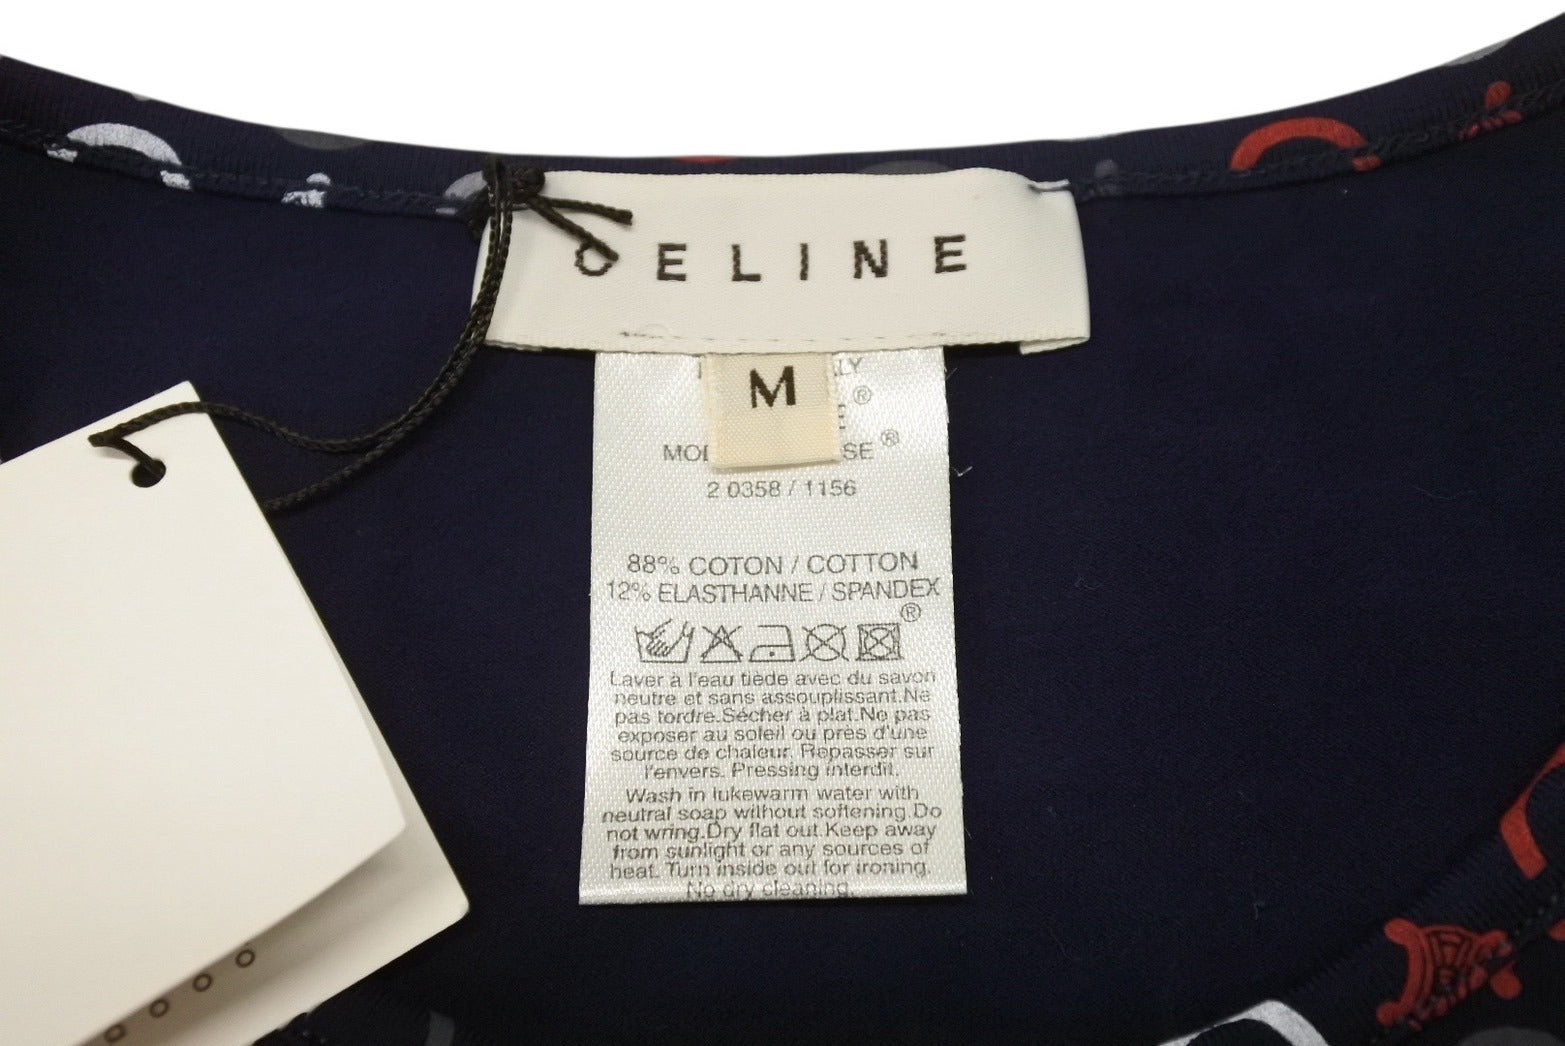 CELINE
M
®
®
2 0358 / 1156
88% COTON / COTTON
12% ELASTHANNE / SPANDEX
®
Laver à l'eau tiède avec du savon
neutre et sans assouplissant.Ne
pas tordre.Sécher à plat.Ne pas
exposer au soleil ou près d'une
source de chaleur. Repasser sur
l'envers. Pressing interdit.
Wash in lukewarm water with
neutral soap without softening.Do
not wring.Dry flat out.Keep away
from sunlight or any sources of
heat. Turn inside out for ironing.
No dry cleaning.